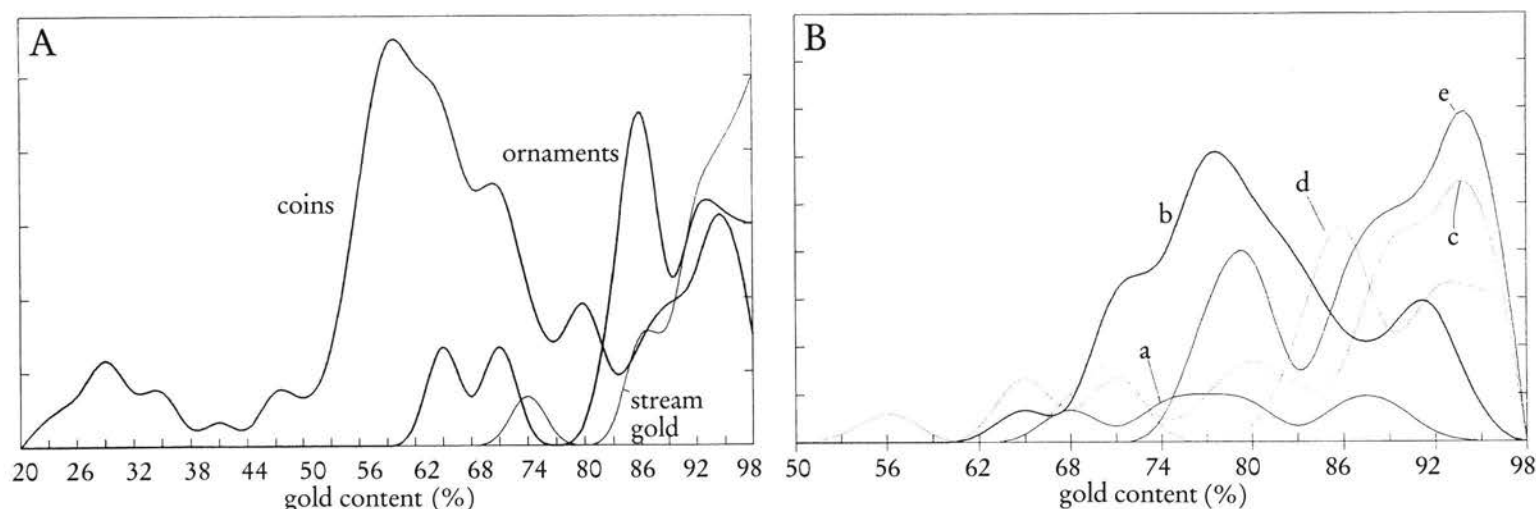 A
coins
ornaments
stream
gold
20 26 32 38 44 50 56 62 68 74 80 86 92 98
gold content (%)
B
a
b
d
e
c
50 56 62 68 74 80 86 92 98
gold content (%)